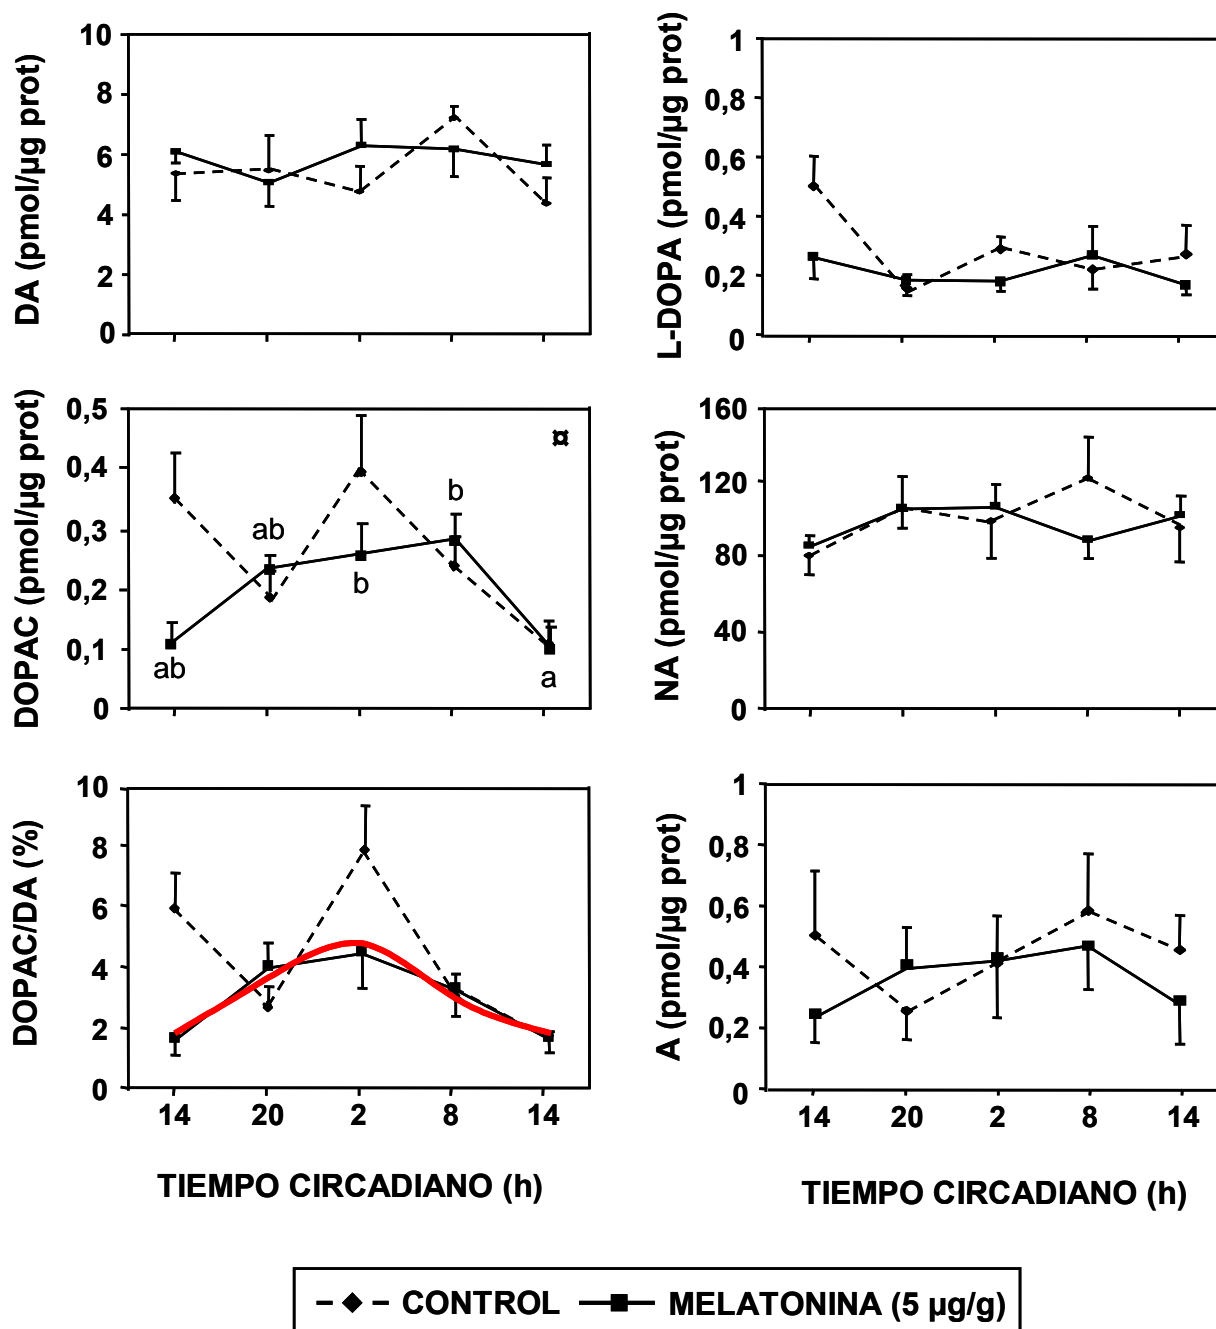 DA (pmol/µg prot)
10
8
6
4
2
0
L-DOPA (pmol/µg prot)
1
0,8
0,6
0,4
0,2
0
DOPAC (pmol/µg prot)
0,5
0,4
0,3
0,2
0,1
0
ab
ab
b
b
a
¤
NA (pmol/µg prot)
160
120
80
40
0
DOPAC/DA (%)
10
8
6
4
2
0
14 20 2 8 14
TIEMPO CIRCADIANO (h)
A (pmol/µg prot)
1
0,8
0,6
0,4
0,2
0
14 20 2 8 14
TIEMPO CIRCADIANO (h)
CONTROL MELATONINA (5 µg/g)